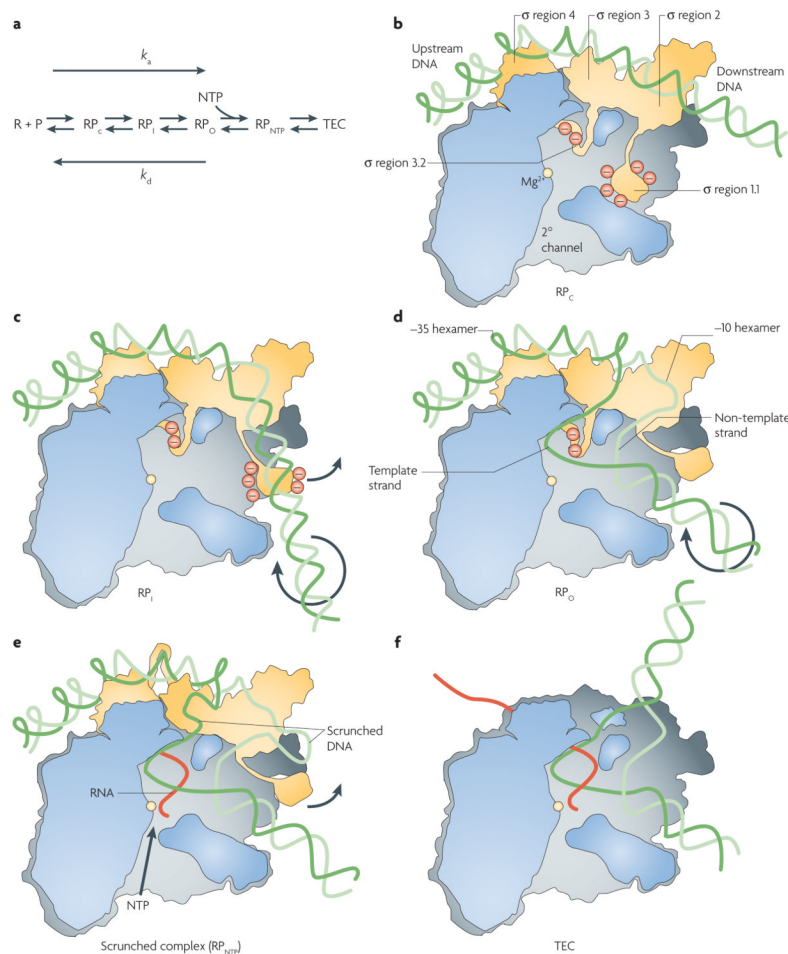 a
kₐ
NTP
R + P RP_c RP_I RP_O RP_NTP TEC
k_d
b
σ region 4
σ region 3
σ region 2
Upstream
DNA
Downstream
DNA
σ region 3.2
Mg²⁺
σ region 1.1
2°
channel
RP_C
c
RP_I
d
–35 hexamer
–10 hexamer
Non-template
strand
Template
strand
RP_O
e
Scrunched
DNA
RNA
NTP
Scrunched complex (RP_NTP)
f
TEC